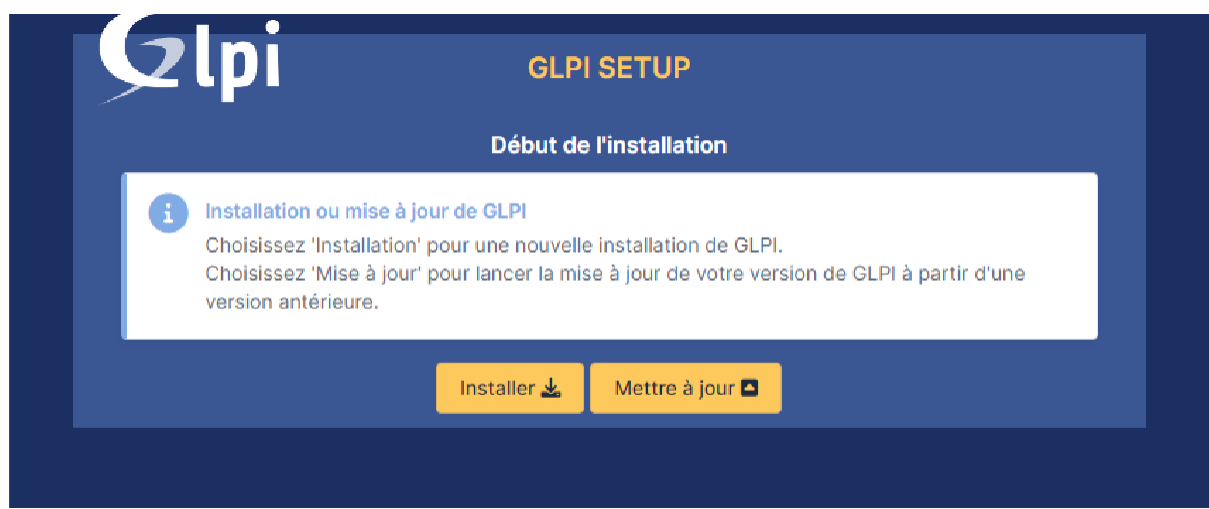 Glpi
GLPI SETUP
Début de l'installation
Installation ou mise à jour de GLPI
Choisissez 'Installation' pour une nouvelle installation de GLPI.
Choisissez 'Mise à jour' pour lancer la mise à jour de votre version de GLPI à partir d'une
version antérieure.
Installer
Mettre à jour